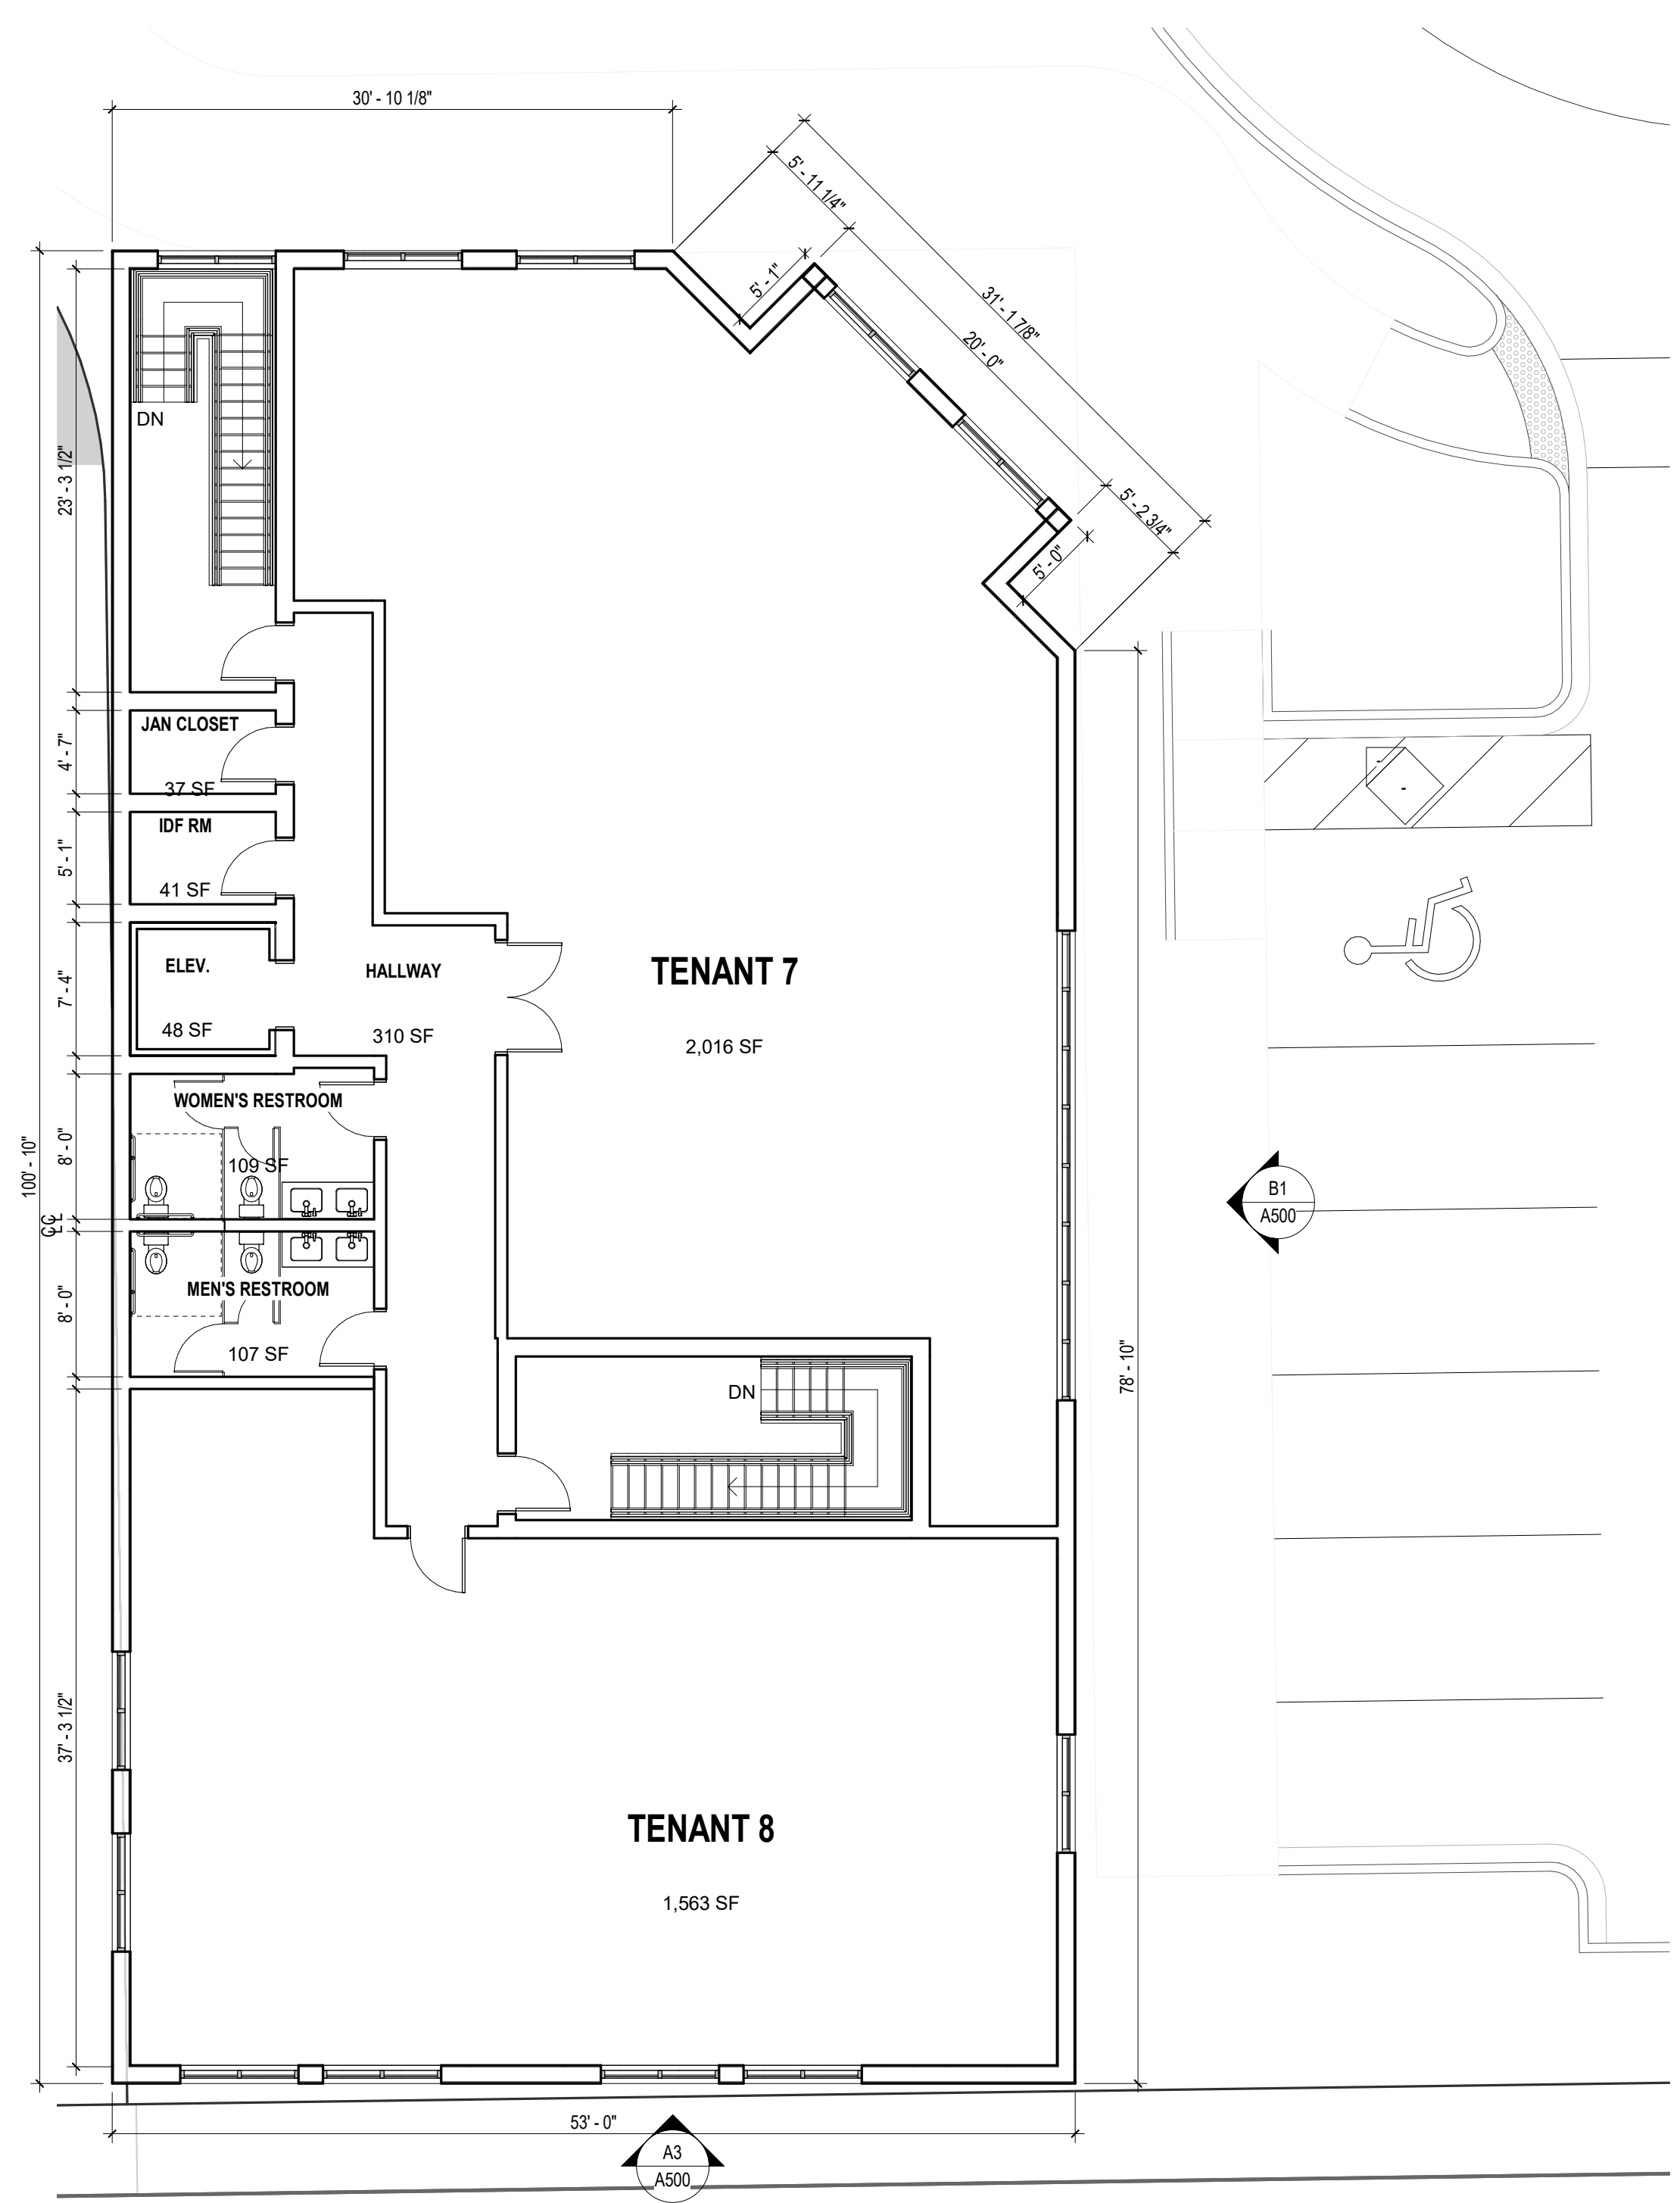 30' - 10 1/8"
5' - 11 1/4"
5' - 1"
31' - 1 7/8"
20' - 0"
5' - 2 3/4"
5' - 0"
DN
23' - 3 1/2"
JAN CLOSET
37 SF
4' - 7"
IDF RM
41 SF
5' - 1"
ELEV.
48 SF
7' - 4"
HALLWAY
310 SF
TENANT 7
2,016 SF
WOMEN'S RESTROOM
109 SF
8' - 0"
100' - 10"
CL
CL
MEN'S RESTROOM
107 SF
8' - 0"
B1
A500
78' - 10"
DN
37' - 3 1/2"
TENANT 8
1,563 SF
53' - 0"
A3
A500